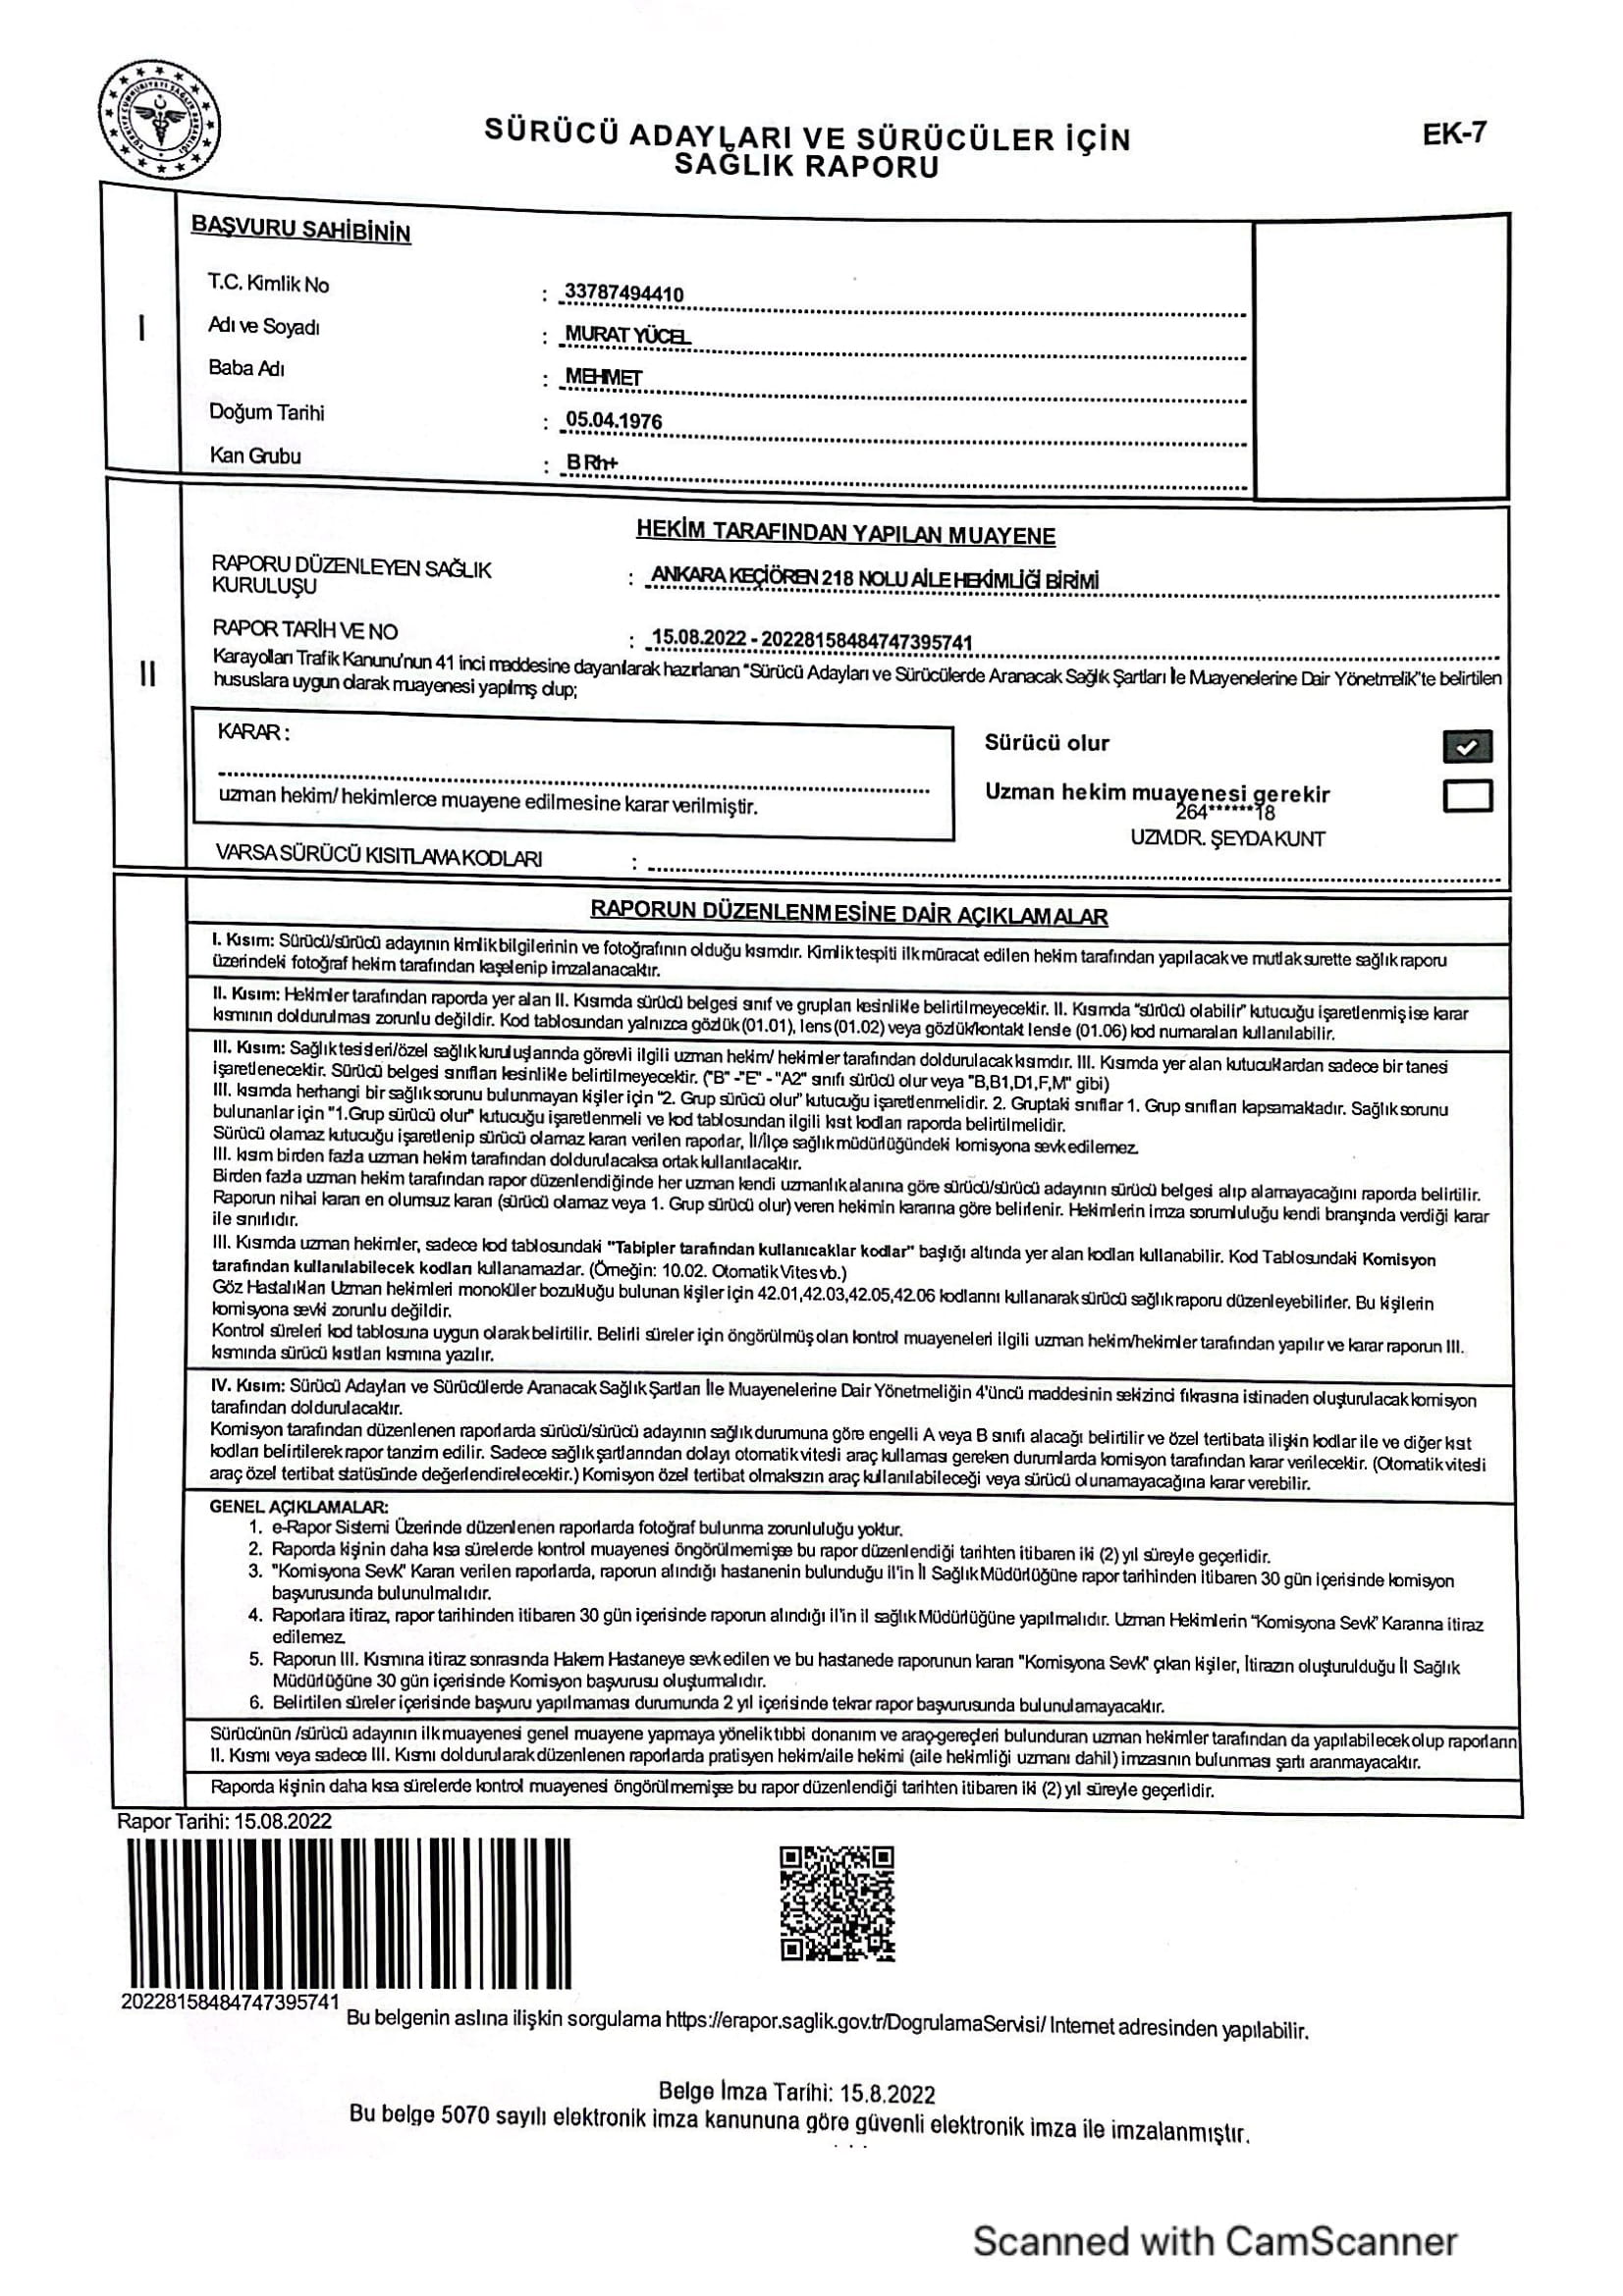 SÜRÜCÜ ADAYLARI VE SÜRÜCÜLER İÇİN
SAĞLIK RAPORU
EK-7
I
BAŞVURU SAHİBİNİN
T.C. Kimlik No : 33787494410
Adı ve Soyadı : MURAT YÜCEL
Baba Adı : MEHMET
Doğum Tarihi : 05.04.1976
Kan Grubu : B Rh+
II
HEKİM TARAFINDAN YAPILAN MUAYENE
RAPORU DÜZENLEYEN SAĞLIK
KURULUŞU : ANKARA KEÇİÖREN 218 NOLU AİLE HEKİMLİĞİ BİRİMİ
RAPOR TARİH VE NO : 15.08.2022 - 20228158484747395741
Karayolları Trafik Kanunu'nun 41 inci maddesine dayanılarak hazırlanan "Sürücü Adayları ve Sürücülerde Aranacak Sağlık Şartları İle Muayenelerine Dair Yönetmelik"te belirtilen
hususlara uygun olarak muayenesi yapılmış olup;
KARAR :
uzman hekim/ hekimlerce muayene edilmesine karar verilmiştir.
Sürücü olur
Uzman hekim muayenesi gerekir
264******18
UZM.DR. ŞEYDA KUNT
VARSA SÜRÜCÜ KISITLAMA KODLARI :
RAPORUN DÜZENLENMESİNE DAİR AÇIKLAMALAR
I. Kısım: Sürücü/sürücü adayının kimlik bilgilerinin ve fotoğrafının olduğu kısımdır. Kimlik tespiti ilk müracat edilen hekim tarafından yapılacak ve mutlak surette sağlık raporu
üzerindeki fotoğraf hekim tarafından kaşelenip imzalanacaktır.
II. Kısım: Hekimler tarafından raporda yer alan II. Kısımda sürücü belgesi sınıf ve grupları kesinlikle belirtilmeyecektir. II. Kısımda "sürücü olabilir" kutucuğu işaretlenmiş ise karar
kısmının doldurulması zorunlu değildir. Kod tablosundan yalnızca gözlük (01.01), lens (01.02) veya gözlük/kontakt lensle (01.06) kod numaraları kullanılabilir.
III. Kısım: Sağlık tesisleri/özel sağlık kuruluşlarında görevli ilgili uzman hekim/ hekimler tarafından doldurulacak kısımdır. III. Kısımda yer alan kutucuklardan sadece bir tanesi
işaretlenecektir. Sürücü belgesi sınıfları kesinlikle belirtilmeyecektir. ("B" -"E" - "A2" sınıfı sürücü olur veya "B,B1,D1,F,M" gibi)
III. kısımda herhangi bir sağlık sorunu bulunmayan kişiler için "2. Grup sürücü olur" kutucuğu işaretlenmelidir. 2. Gruptaki sınıflar 1. Grup sınıfları kapsamaktadır. Sağlık sorunu
bulunanlar için "1.Grup sürücü olur" kutucuğu işaretlenmeli ve kod tablosundan ilgili kısıt kodları raporda belirtilmelidir.
Sürücü olamaz kutucuğu işaretlenip sürücü olamaz kararı verilen raporlar, İl/İlçe sağlık müdürlüğündeki komisyona sevk edilemez.
III. kısım birden fazla uzman hekim tarafından doldurulacaksa ortak kullanılacaktır.
Birden fazla uzman hekim tarafından rapor düzenlendiğinde her uzman kendi uzmanlık alanına göre sürücü/sürücü adayının sürücü belgesi alıp alamayacağını raporda belirtilir.
Raporun nihai kararı en olumsuz kararı (sürücü olamaz veya 1. Grup sürücü olur) veren hekimin kararına göre belirlenir. Hekimlerin imza sorumluluğu kendi branşında verdiği karar
ile sınırlıdır.
III. Kısımda uzman hekimler, sadece kod tablosundaki "Tabipler tarafından kullanıcaklar kodlar" başlığı altında yer alan kodları kullanabilir. Kod Tablosundaki Komisyon
tarafından kullanılabilecek kodları kullanamazlar. (Örneğin: 10.02. Otomatik Vites vb.)
Göz Hastalıkları Uzman hekimleri monoküler bozukluğu bulunan kişiler için 42.01,42.03,42.05,42.06 kodlarını kullanarak sürücü sağlık raporu düzenleyebilirler. Bu kişilerin
komisyona sevki zorunlu değildir.
Kontrol süreleri kod tablosuna uygun olarak belirtilir. Belirli süreler için öngörülmüş olan kontrol muayeneleri ilgili uzman hekim/hekimler tarafından yapılır ve karar raporun III.
kısmında sürücü kısıtları kısmına yazılır.
IV. Kısım: Sürücü Adayları ve Sürücülerde Aranacak Sağlık Şartları İle Muayenelerine Dair Yönetmeliğin 4'üncü maddesinin sekizinci fıkrasına istinaden oluşturulacak komisyon
tarafından doldurulacaktır.
Komisyon tarafından düzenlenen raporlarda sürücü/sürücü adayının sağlık durumuna göre engelli A veya B sınıfı alacağı belirtilir ve özel tertibata ilişkin kodlar ile ve diğer kısıt
kodları belirtilerek rapor tanzim edilir. Sadece sağlık şartlarından dolayı otomatik vitesli araç kullaması gereken durumlarda komisyon tarafından karar verilecektir. (Otomatik vitesli
araç özel tertibat statüsünde değerlendirelecektir.) Komisyon özel tertibat olmaksızın araç kullanılabileceği veya sürücü olunamayacağına karar verebilir.
GENEL AÇIKLAMALAR:
1. e-Rapor Sistemi Üzerinde düzenlenen raporlarda fotoğraf bulunma zorunluluğu yoktur.
2. Raporda kişinin daha kısa sürelerde kontrol muayenesi öngörülmemişse bu rapor düzenlendiği tarihten itibaren iki (2) yıl süreyle geçerlidir.
3. "Komisyona Sevk" Kararı verilen raporlarda, raporun alındığı hastanenin bulunduğu il'in İl Sağlık Müdürlüğüne rapor tarihinden itibaren 30 gün içerisinde komisyon
başvurusunda bulunulmalıdır.
4. Raporlara itiraz, rapor tarihinden itibaren 30 gün içerisinde raporun alındığı il'in il sağlık Müdürlüğüne yapılmalıdır. Uzman Hekimlerin "Komisyona Sevk" Kararına itiraz
edilemez.
5. Raporun III. Kısmına itiraz sonrasında Hakem Hastaneye sevk edilen ve bu hastanede raporunun kararı "Komisyona Sevk" çıkan kişiler, İtirazın oluşturulduğu İl Sağlık
Müdürlüğüne 30 gün içerisinde Komisyon başvurusu oluşturmalıdır.
6. Belirtilen süreler içerisinde başvuru yapılmaması durumunda 2 yıl içerisinde tekrar rapor başvurusunda bulunulamayacaktır.
Sürücünün /sürücü adayının ilk muayenesi genel muayene yapmaya yönelik tıbbi donanım ve araç-gereçleri bulunduran uzman hekimler tarafından da yapılabilecek olup raporların
II. Kısmı veya sadece III. Kısmı doldurularak düzenlenen raporlarda pratisyen hekim/aile hekimi (aile hekimliği uzmanı dahil) imzasının bulunması şartı aranmayacaktır.
Raporda kişinin daha kısa sürelerde kontrol muayenesi öngörülmemişse bu rapor düzenlendiği tarihten itibaren iki (2) yıl süreyle geçerlidir.
Rapor Tarihi: 15.08.2022
20228158484747395741
Bu belgenin aslına ilişkin sorgulama https://erapor.saglik.gov.tr/DogrulamaServisi/ Internet adresinden yapılabilir.
Belge İmza Tarihi: 15.8.2022
Bu belge 5070 sayılı elektronik imza kanununa göre güvenli elektronik imza ile imzalanmıştır.
Scanned with CamScanner